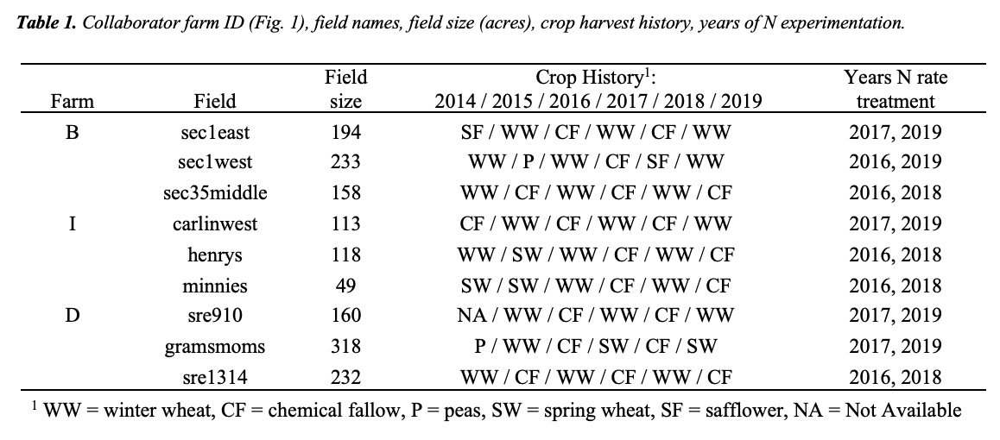 Table 1. Collaborator farm ID (Fig. 1), field names, field size (acres), crop harvest history, years of N experimentation.
Farm Field Field size Crop History1: 2014 / 2015 / 2016 / 2017 / 2018 / 2019 Years N rate treatment
B sec1east 194 SF / WW / CF / WW / CF / WW 2017, 2019
sec1west 233 WW / P / WW / CF / SF / WW 2016, 2019
sec35middle 158 WW / CF / WW / CF / WW / CF 2016, 2018
I carlinwest 113 CF / WW / CF / WW / CF / WW 2017, 2019
henrys 118 WW / SW / WW / CF / WW / CF 2016, 2018
minnies 49 SW / SW / WW / CF / WW / CF 2016, 2018
D sre910 160 NA / WW / CF / WW / CF / WW 2017, 2019
gramsmoms 318 P / WW / CF / SW / CF / SW 2017, 2019
sre1314 232 WW / CF / WW / CF / WW / CF 2016, 2018
1 WW = winter wheat, CF = chemical fallow, P = peas, SW = spring wheat, SF = safflower, NA = Not Available